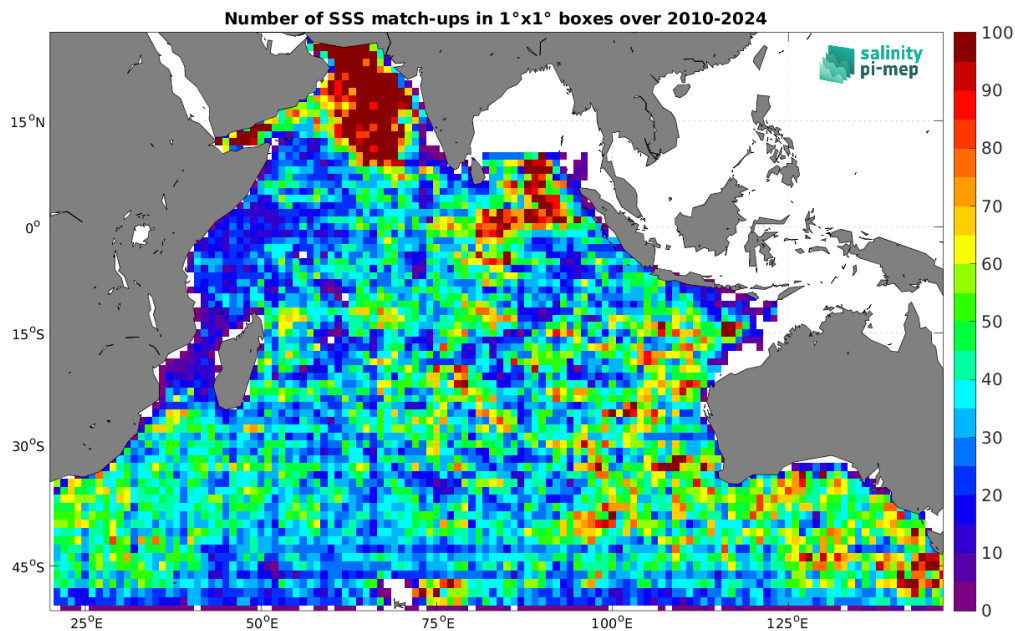 Number of SSS match-ups in 1°x1° boxes over 2010-2024
salinity
pi-mep
100
90
80
70
60
50
40
30
20
10
0
15°N
0°
15°S
30°S
45°S
25°E
50°E
75°E
100°E
125°E